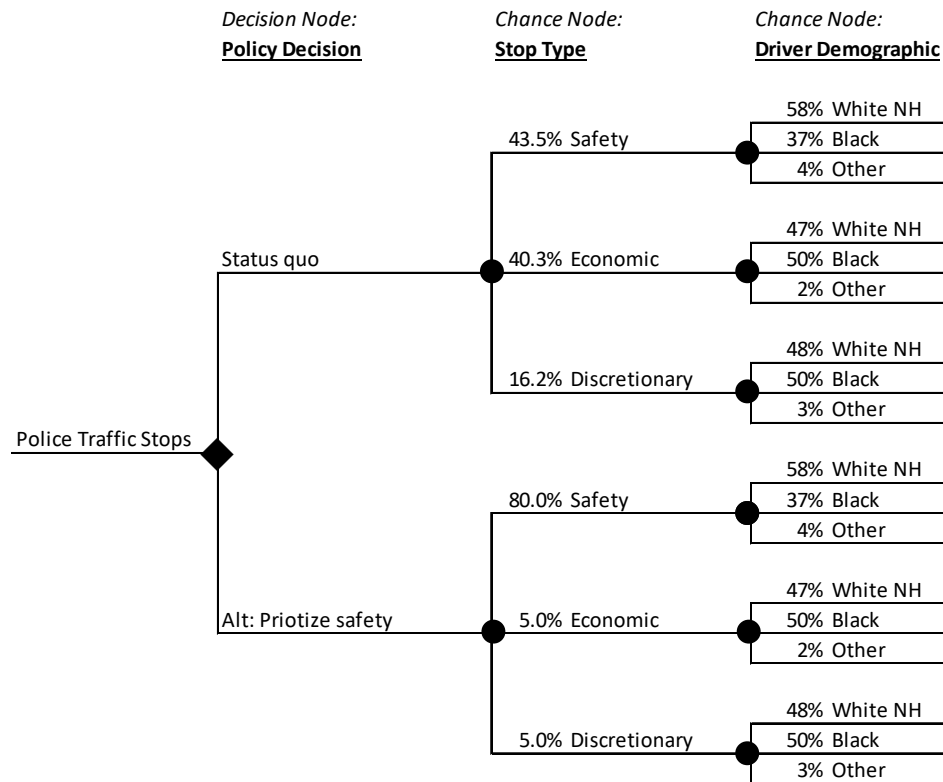 Decision Node: Chance Node: Chance Node:
Policy Decision Stop Type Driver Demographic
58% White NH
43.5% Safety 37% Black
4% Other
47% White NH
Status quo 40.3% Economic 50% Black
2% Other
48% White NH
16.2% Discretionary 50% Black
3% Other
Police Traffic Stops
58% White NH
80.0% Safety 37% Black
4% Other
47% White NH
Alt: Priotize safety 5.0% Economic 50% Black
2% Other
48% White NH
5.0% Discretionary 50% Black
3% Other